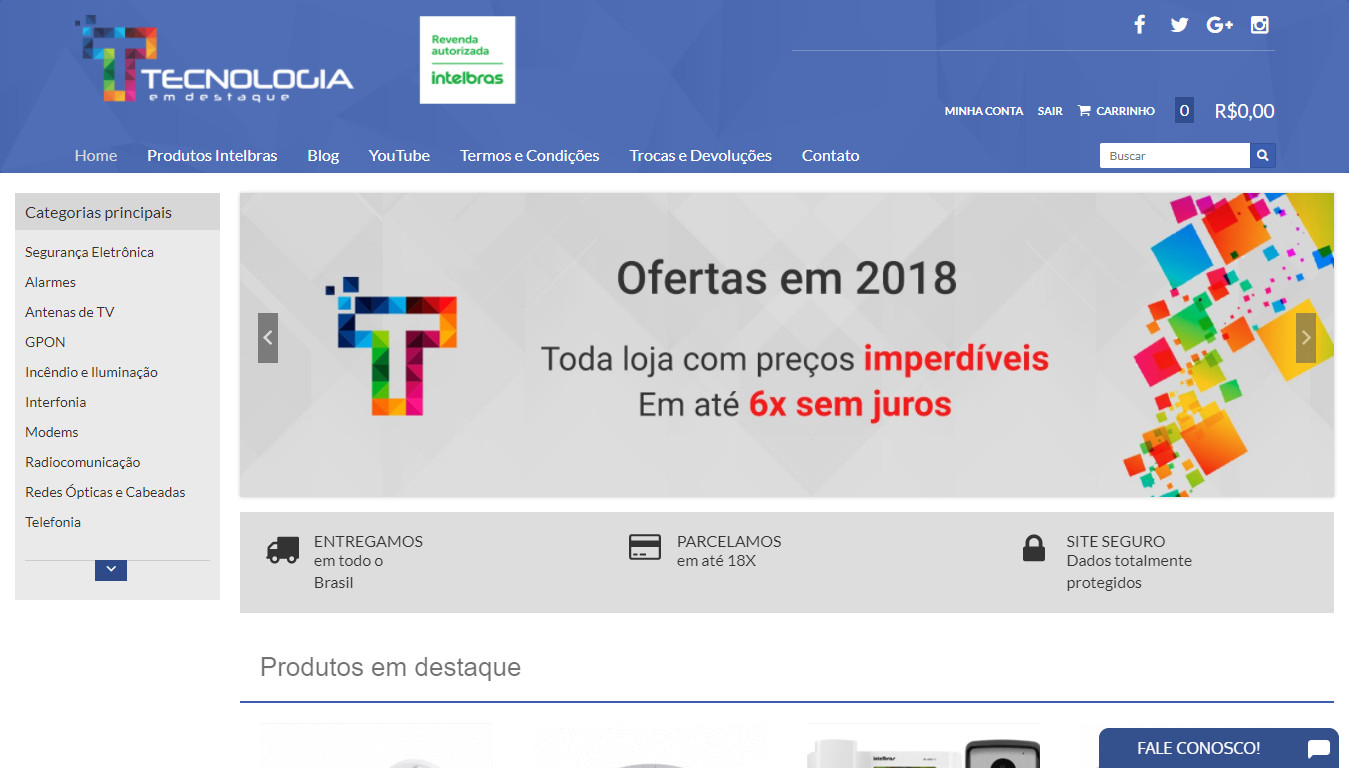 TECNOLOGIA
em destaque
Revenda
autorizada
intelbras
MINHA CONTA SAIR CARRINHO 0 R$0,00
Home Produtos Intelbras Blog YouTube Termos e Condições Trocas e Devoluções Contato
Buscar
Categorias principais
Segurança Eletrônica
Alarmes
Antenas de TV
GPON
Incêndio e Iluminação
Interfonia
Modems
Radiocomunicação
Redes Ópticas e Cabeadas
Telefonia
Ofertas em 2018
Toda loja com preços imperdíveis
Em até 6x sem juros
ENTREGAMOS
em todo o
Brasil
PARCELAMOS
em até 18X
SITE SEGURO
Dados totalmente
protegidos
Produtos em destaque
intelbras
FALE CONOSCO!